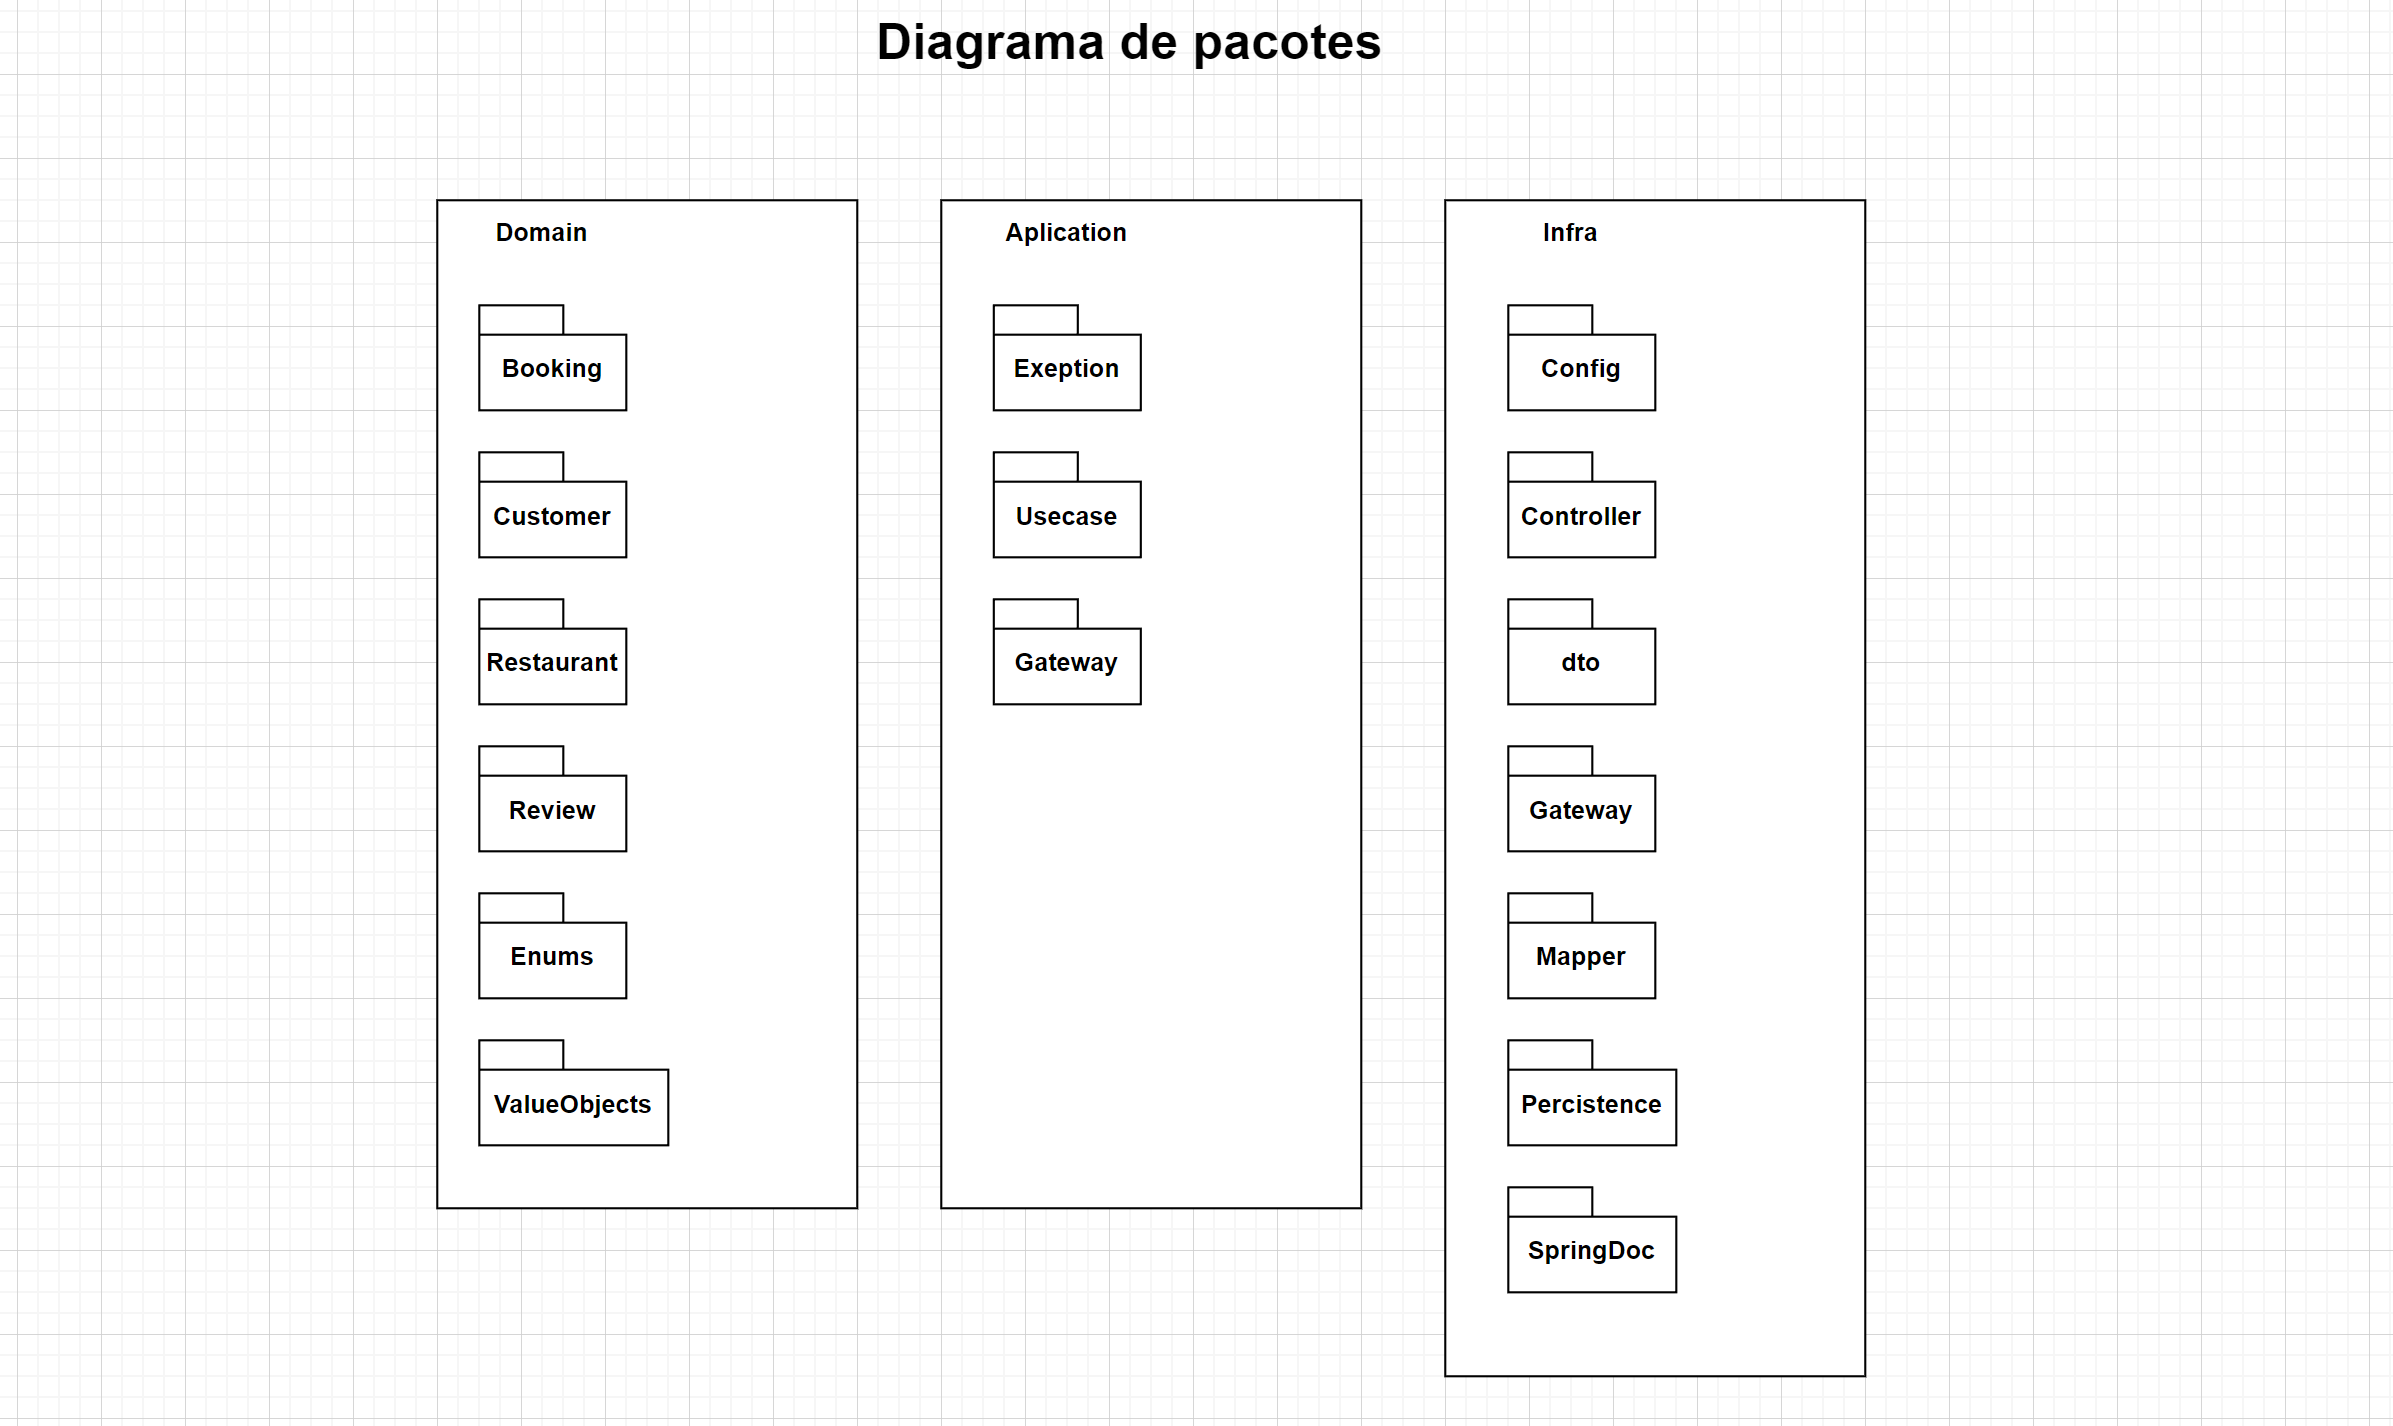 Diagrama de pacotes
Domain
Booking
Customer
Restaurant
Review
Enums
ValueObjects
Aplication
Exeption
Usecase
Gateway
Infra
Config
Controller
dto
Gateway
Mapper
Percistence
SpringDoc